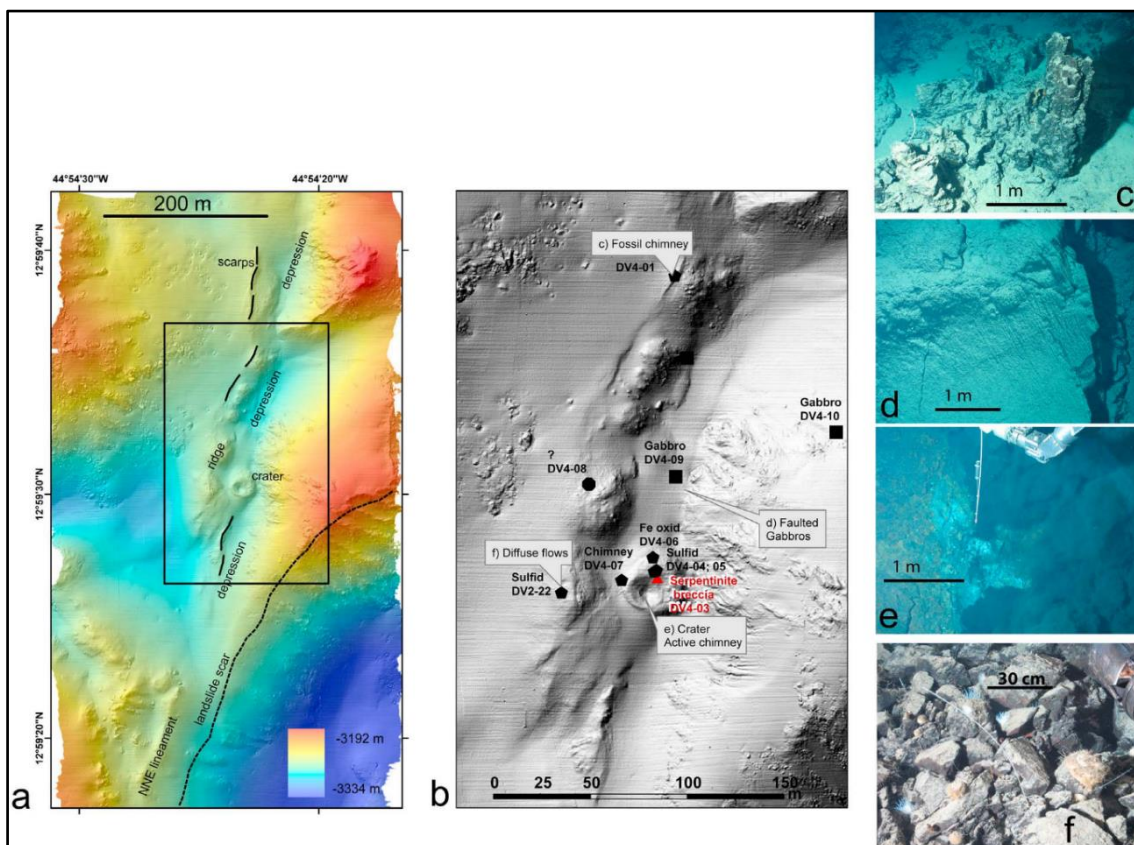 44°54'30"W
44°54'20"W
200 m
12°59'40"N
12°59'30"N
12°59'20"N
scarps
depression
depression
ridge
crater
depression
landslide scar
NNE lineament
-3192 m
-3334 m
a
c) Fossil chimney
DV4-01
Gabbro
DV4-10
Gabbro
DV4-09
?
DV4-08
d) Faulted
Gabbros
Fe oxid
DV4-06
f) Diffuse flows
Chimney
DV4-07
Sulfid
DV4-04; 05
Sulfid
DV2-22
Serpentinite
breccia
DV4-03
e) Crater
Active chimney
0 25 50 100 150
m
b
1 m
c
1 m
d
1 m
e
30 cm
f